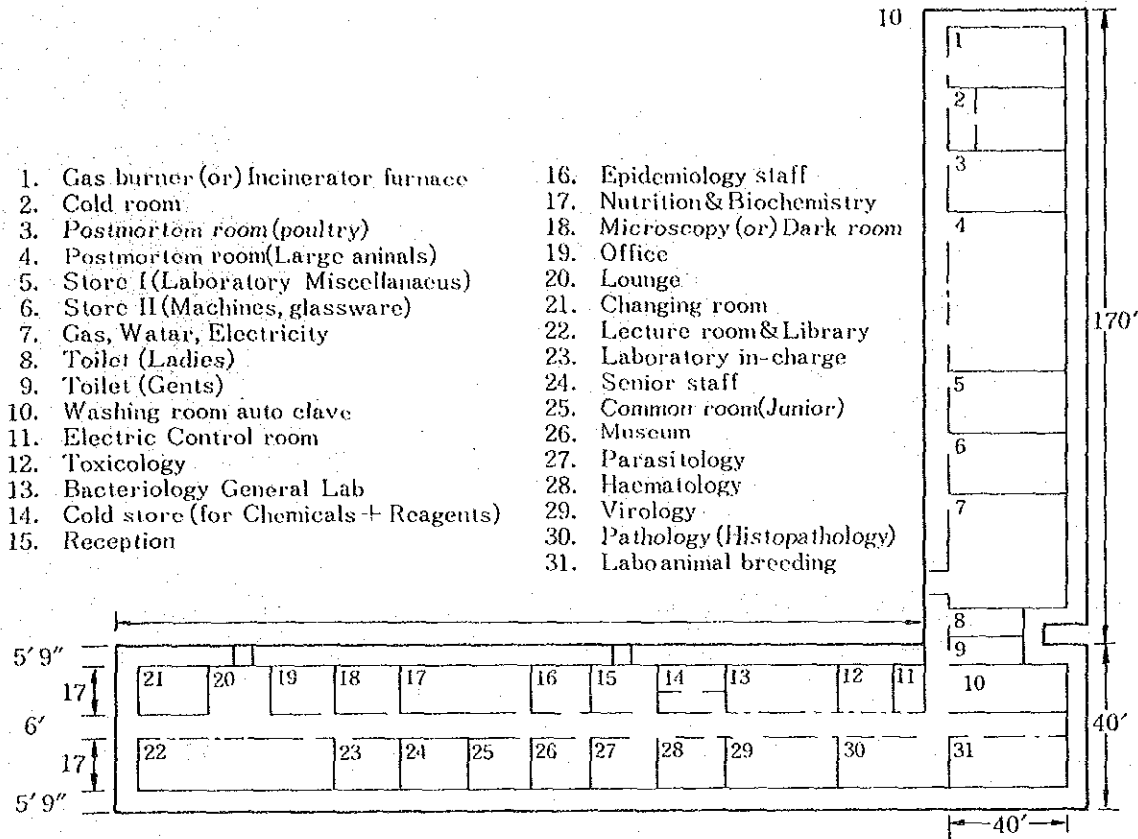 10
1. Gas burner (or) Incinerator furnace
2. Cold room
3. Postmortem room (poultry)
4. Postmortem room (Large aninals)
5. Store I (Laboratory Miscellanaeus)
6. Store II (Machines, glassware)
7. Gas, Watar, Electricity
8. Toilet (Ladies)
9. Toilet (Gents)
10. Washing room auto clave
11. Electric Control room
12. Toxicology
13. Bacteriology General Lab
14. Cold store (for Chemicals + Reagents)
15. Reception
16. Epidemiology staff
17. Nutrition & Biochemistry
18. Microscopy (or) Dark room
19. Office
20. Lounge
21. Changing room
22. Lecture room & Library
23. Laboratory in-charge
24. Senior staff
25. Common room (Junior)
26. Museum
27. Parasitology
28. Haematology
29. Virology
30. Pathology (Histopathology)
31. Labo animal breeding
1
2
3
4
5
6
7
8
9
170'
5' 9"
17
6'
17
5' 9"
21 20 19 18 17 16 15 14 13 12 11 10
22 23 24 25 26 27 28 29 30 31
40'
40'